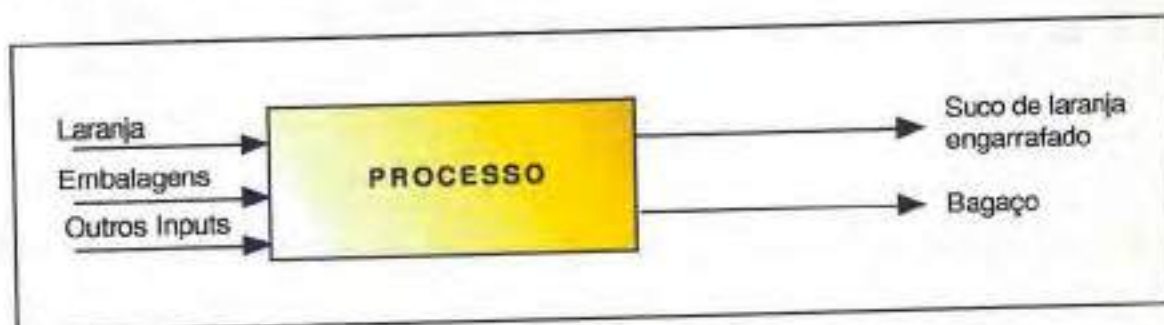 Laranja
Embalagens
Outros Inputs
PROCESSO
Suco de laranja
engarrafado
Bagaço